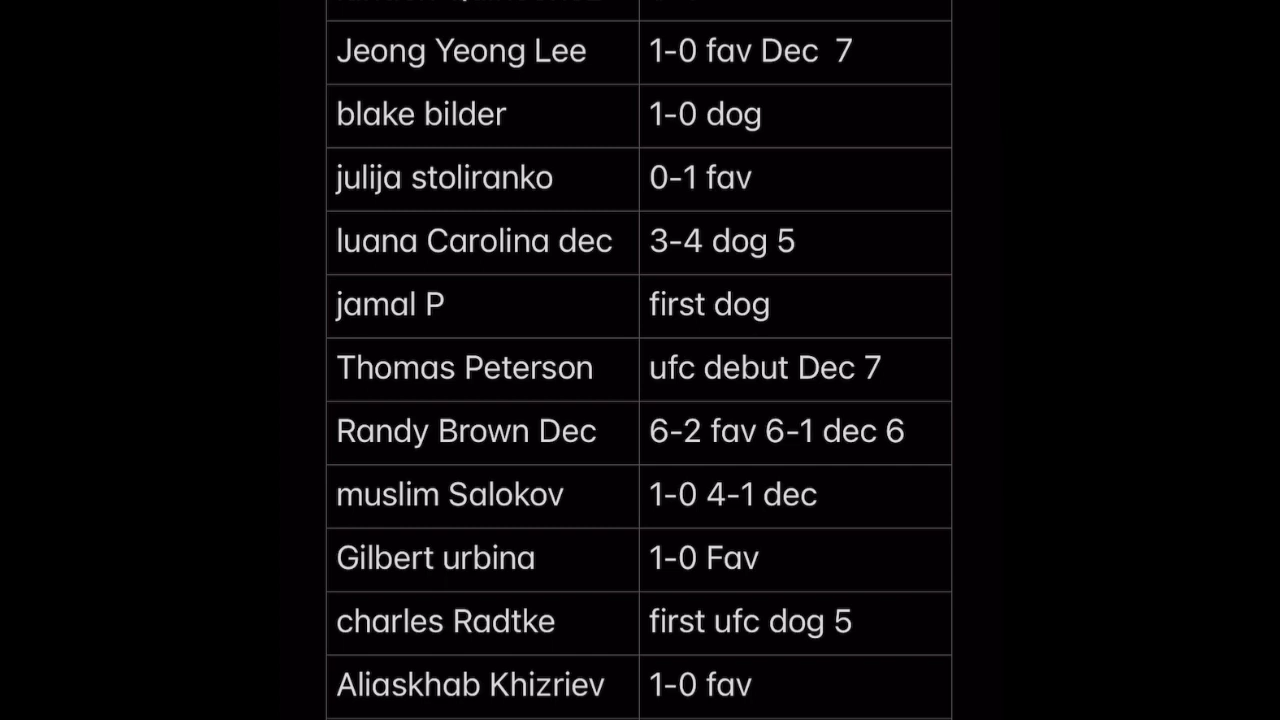 Jeong Yeong Lee 1-0 fav Dec 7
blake bilder 1-0 dog
julija stoliranko 0-1 fav
luana Carolina dec 3-4 dog 5
jamal P first dog
Thomas Peterson ufc debut Dec 7
Randy Brown Dec 6-2 fav 6-1 dec 6
muslim Salokov 1-0 4-1 dec
Gilbert urbina 1-0 Fav
charles Radtke first ufc dog 5
Aliaskhab Khizriev 1-0 fav